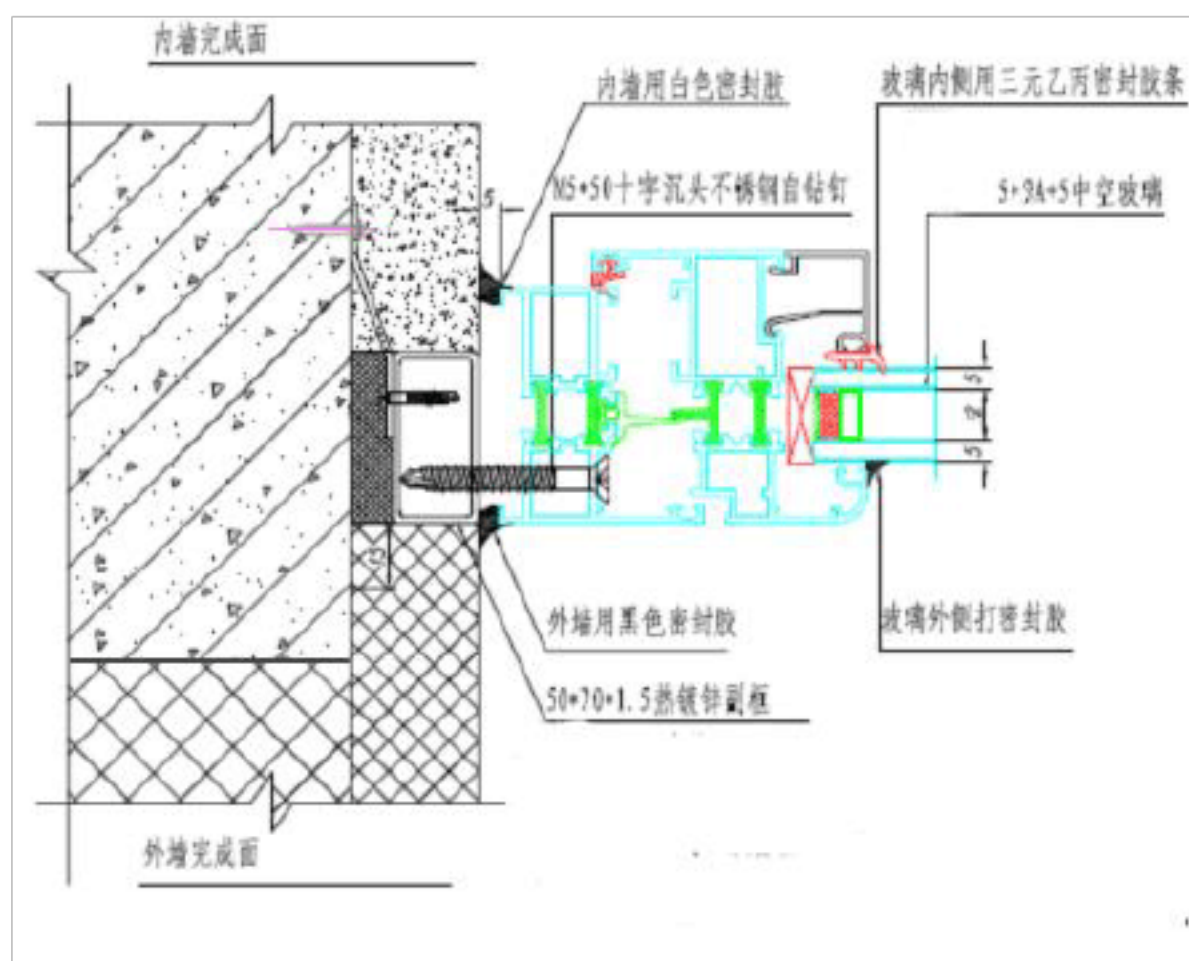 内墙完成面
内墙用白色密封胶
玻璃内侧用三元乙丙密封胶条
M5*50十字沉头不锈钢自钻钉
5+9A+5中空玻璃
5
5
9
5
15
外墙用黑色密封胶
玻璃外侧打密封胶
50*70*1.5热镀锌副框
外墙完成面